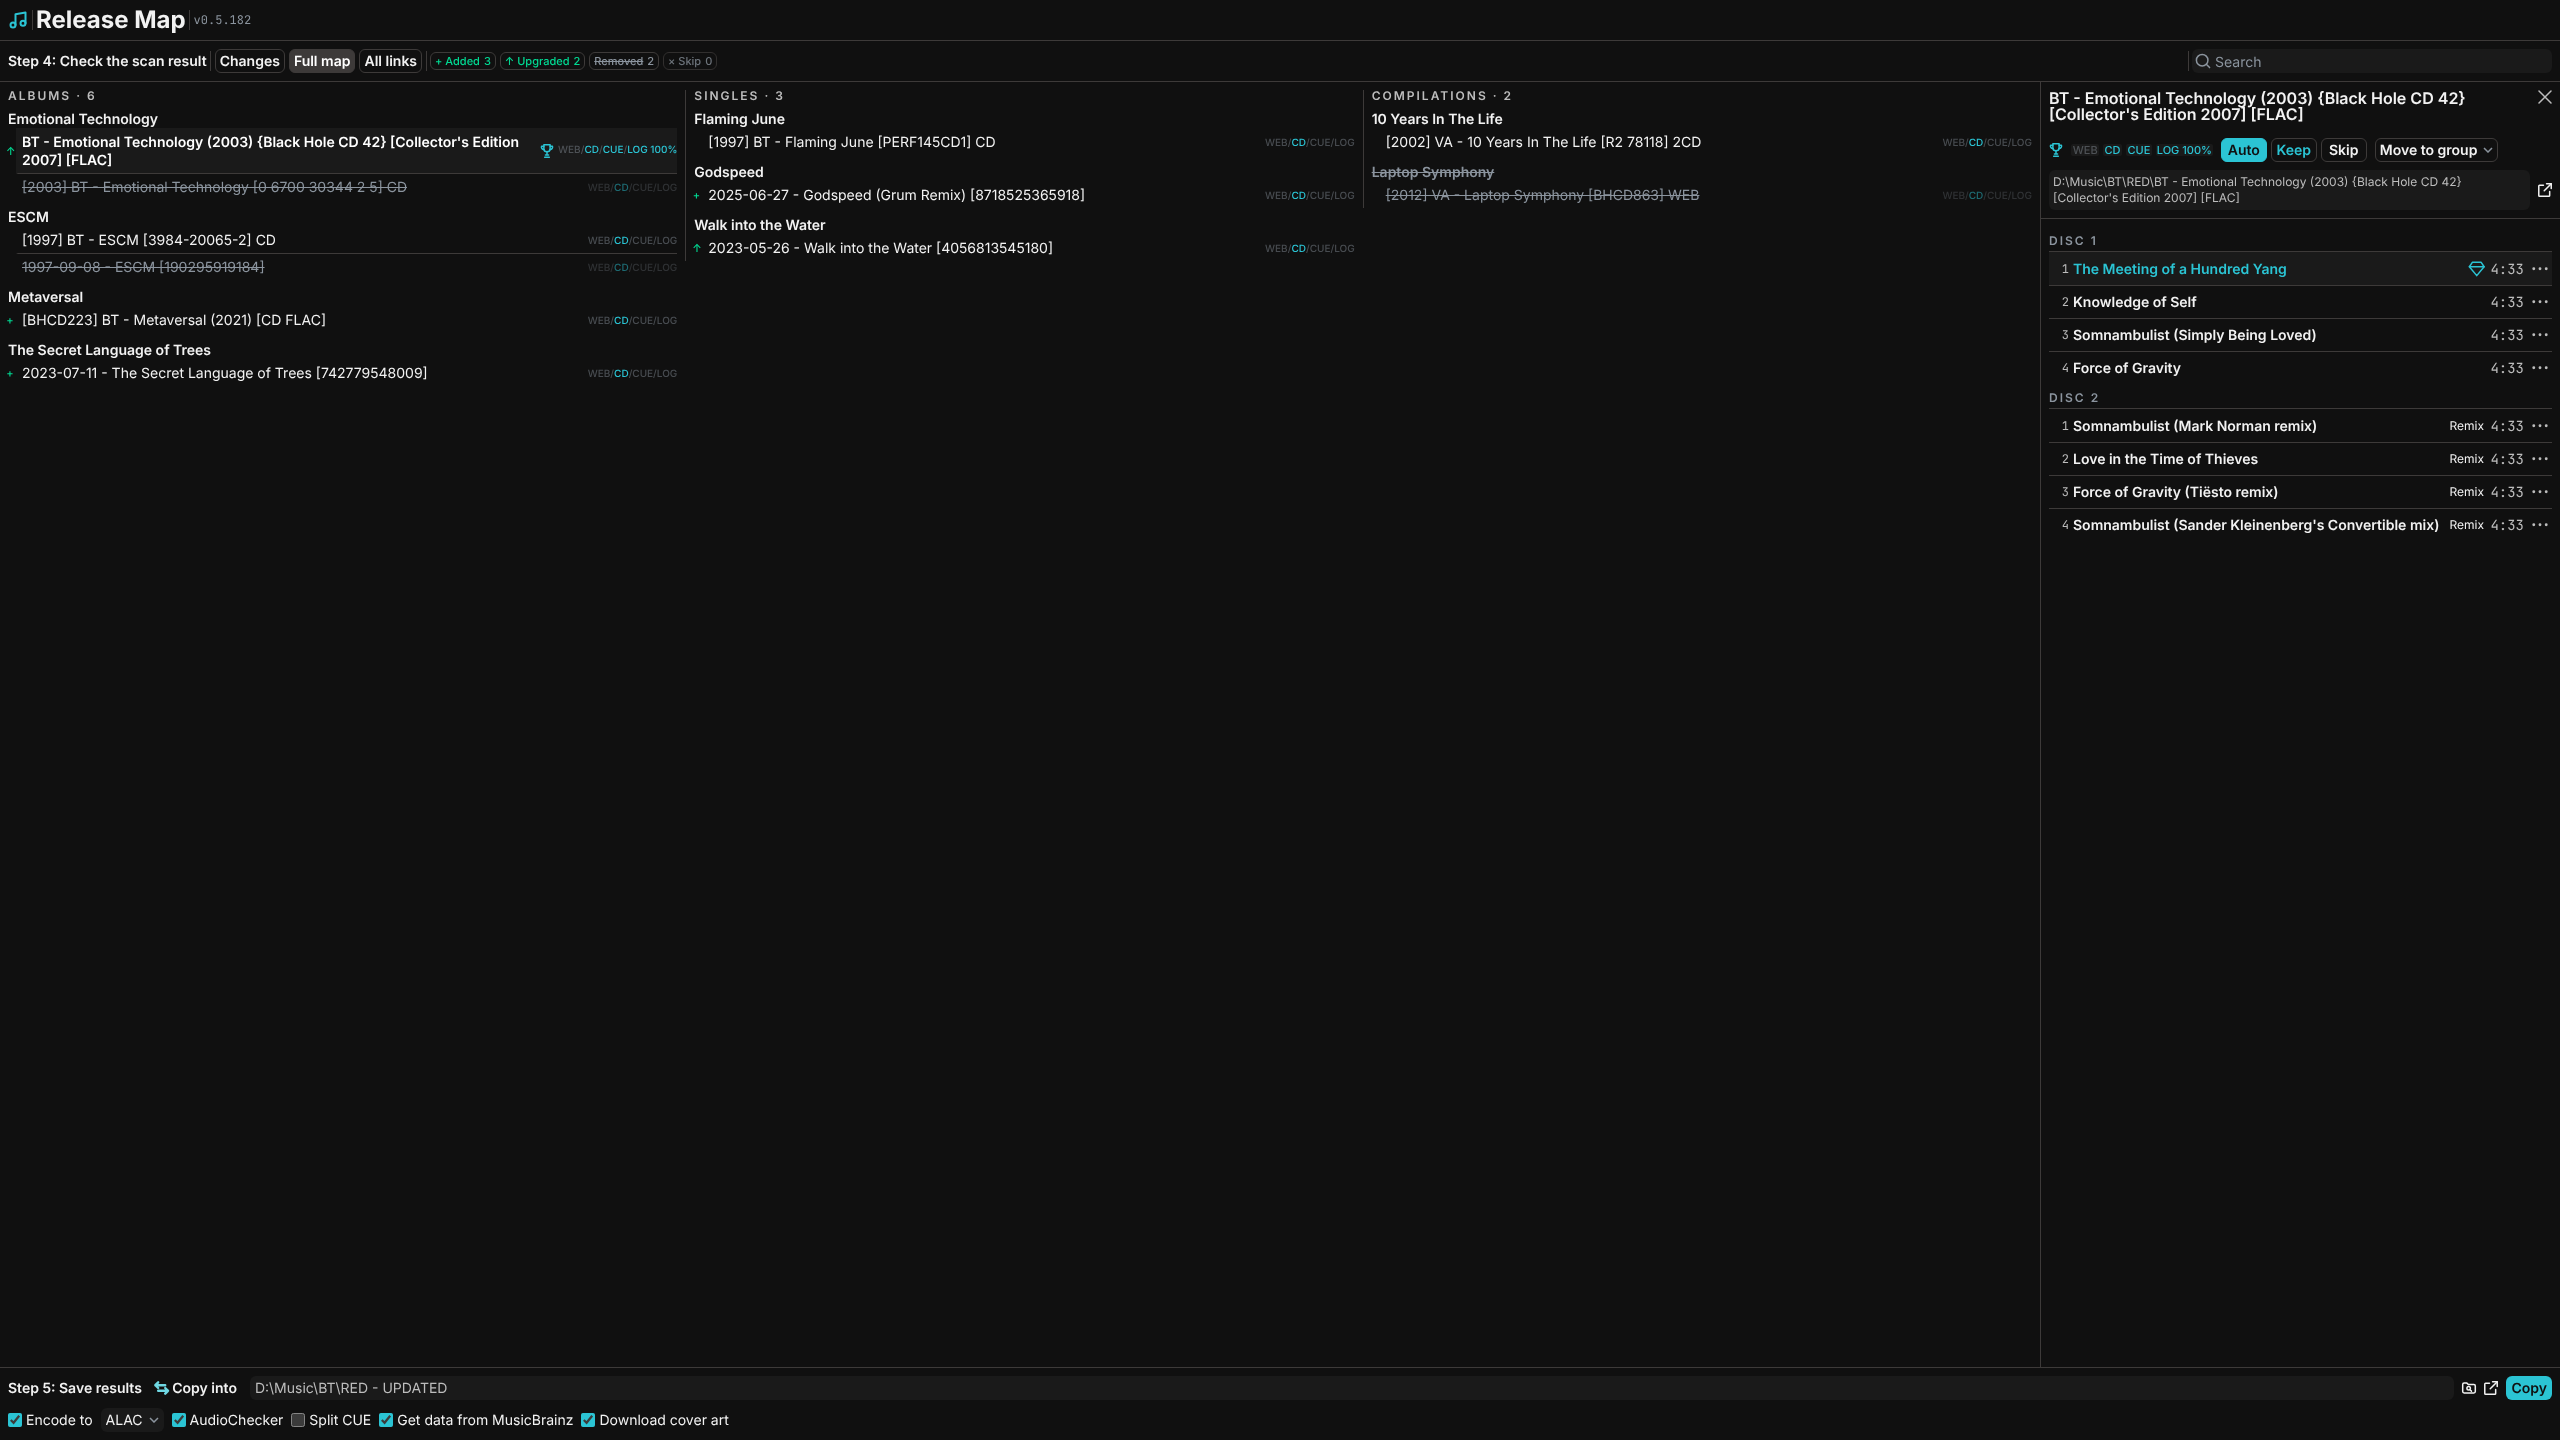 Release Map v0.5.182
Step 4: Check the scan result Changes Full map All links + Added 3 ↑ Upgraded 2 Removed 2 × Skip 0 Search
ALBUMS · 6
Emotional Technology
↑ BT - Emotional Technology (2003) {Black Hole CD 42} [Collector's Edition 2007] [FLAC] WEB/CD/CUE/LOG 100%
[2003] BT - Emotional Technology [0 6700 30344 2 5] CD WEB/CD/CUE/LOG
ESCM
[1997] BT - ESCM [3984-20065-2] CD WEB/CD/CUE/LOG
1997-09-08 - ESCM [190295919184] WEB/CD/CUE/LOG
Metaversal
+ [BHCD223] BT - Metaversal (2021) [CD FLAC] WEB/CD/CUE/LOG
The Secret Language of Trees
+ 2023-07-11 - The Secret Language of Trees [742779548009] WEB/CD/CUE/LOG
SINGLES · 3
Flaming June
[1997] BT - Flaming June [PERF145CD1] CD WEB/CD/CUE/LOG
Godspeed
+ 2025-06-27 - Godspeed (Grum Remix) [8718525365918] WEB/CD/CUE/LOG
Walk into the Water
↑ 2023-05-26 - Walk into the Water [4056813545180] WEB/CD/CUE/LOG
COMPILATIONS · 2
10 Years In The Life
[2002] VA - 10 Years In The Life [R2 78118] 2CD WEB/CD/CUE/LOG
Laptop Symphony
[2012] VA - Laptop Symphony [BHCD863] WEB WEB/CD/CUE/LOG
BT - Emotional Technology (2003) {Black Hole CD 42}
[Collector's Edition 2007] [FLAC]
WEB CD CUE LOG 100% Auto Keep Skip Move to group
D:\Music\BT\RED\BT - Emotional Technology (2003) {Black Hole CD 42}
[Collector's Edition 2007] [FLAC]
DISC 1
1 The Meeting of a Hundred Yang 4:33 ···
2 Knowledge of Self 4:33 ···
3 Somnambulist (Simply Being Loved) 4:33 ···
4 Force of Gravity 4:33 ···
DISC 2
1 Somnambulist (Mark Norman remix) Remix 4:33 ···
2 Love in the Time of Thieves Remix 4:33 ···
3 Force of Gravity (Tiësto remix) Remix 4:33 ···
4 Somnambulist (Sander Kleinenberg's Convertible mix) Remix 4:33 ···
Step 5: Save results Copy into D:\Music\BT\RED - UPDATED Copy
Encode to ALAC AudioChecker Split CUE Get data from MusicBrainz Download cover art